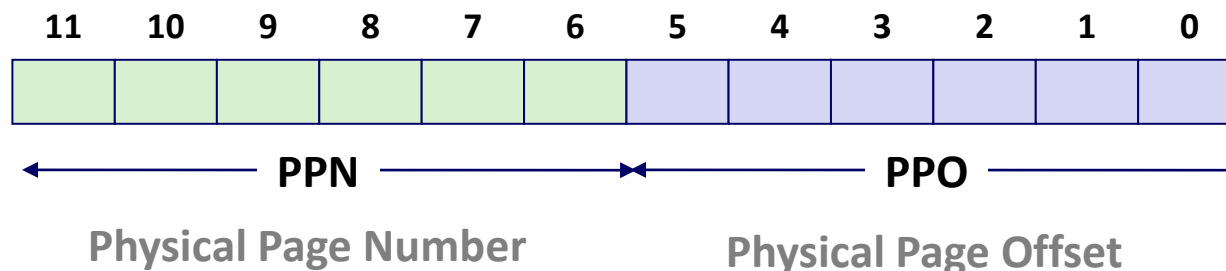 11 10 9 8 7 6 5 4 3 2 1 0
PPN PPO
Physical Page Number Physical Page Offset